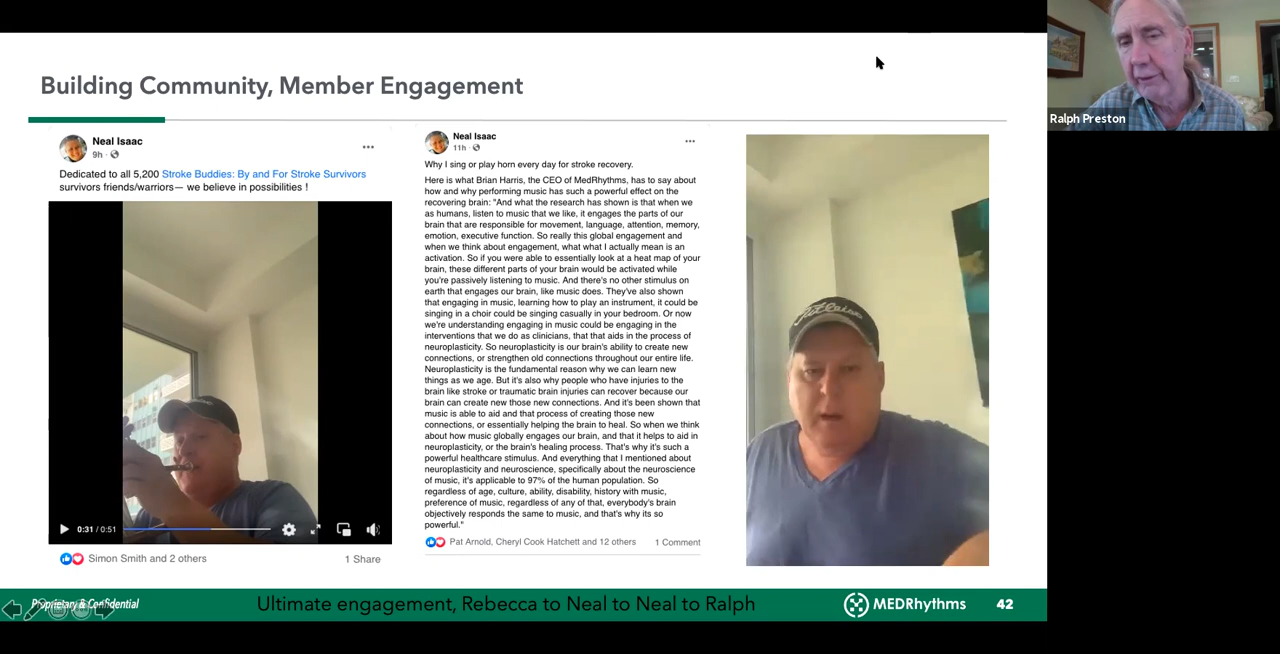 Building Community, Member Engagement
Neal Isaac
9h ·
Dedicated to all 5,200 Stroke Buddies: By and For Stroke Survivors
survivors friends/warriors— we believe in possibilities !
0:31 / 0:51
Simon Smith and 2 others
1 Share
Neal Isaac
11h ·
Why I sing or play horn every day for stroke recovery.
Here is what Brian Harris, the CEO of MedRhythms, has to say about
how and why performing music has such a powerful effect on the
recovering brain: "And what the research has shown is that when we
as humans, listen to music that we like, it engages the parts of our
brain that are responsible for movement, language, attention, memory,
emotion, executive function. So really this global engagement and
when we think about engagement, what what I actually mean is an
activation. So if you were able to essentially look at a heat map of your
brain, these different parts of your brain would be activated while
you're passively listening to music. And there's no other stimulus on
earth that engages our brain, like music does. They've also shown
that engaging in music, learning how to play an instrument, it could be
singing in a choir could be singing casually in your bedroom. Or now
we're understanding engaging in music could be engaging in the
interventions that we do as clinicians, that that aids in the process of
neuroplasticity. So neuroplasticity is our brain's ability to create new
connections, or strengthen old connections throughout our entire life.
Neuroplasticity is the fundamental reason why we can learn new
things as we age. But it's also why people who have injuries to the
brain like stroke or traumatic brain injuries can recover because our
brain can create new those new connections. And it's been shown that
music is able to aid and that process of creating those new
connections, or essentially helping the brain to heal. So when we think
about how music globally engages our brain, and that it helps to aid in
neuroplasticity, or the brain's healing process. That's why it's such a
powerful healthcare stimulus. And everything that I mentioned about
neuroplasticity and neuroscience, specifically about the neuroscience
of music, it's applicable to 97% of the human population. So
regardless of age, culture, ability, disability, history with music,
preference of music, regardless of any of that, everybody's brain
objectively responds the same to music, and that's why its so
powerful."
Pat Arnold, Cheryl Cook Hatchett and 12 others
1 Comment
Titleist
Ralph Preston
Proprietary & Confidential
Ultimate engagement, Rebecca to Neal to Neal to Ralph
MEDRhythms
42